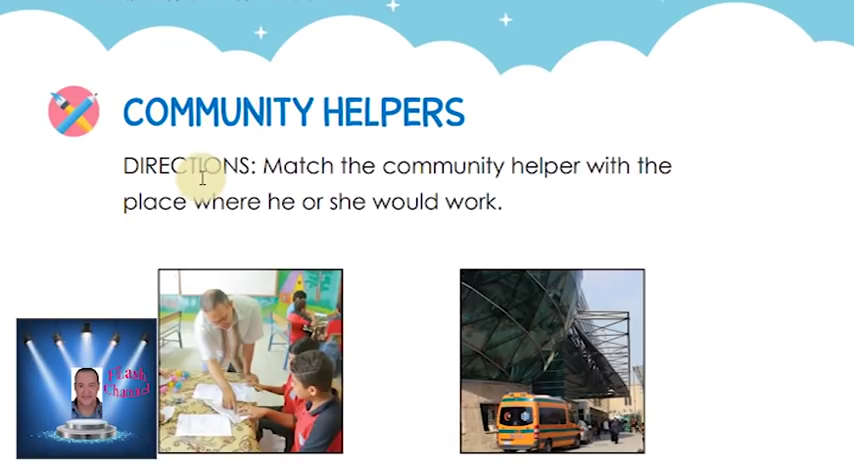 COMMUNITY HELPERS
DIRECTIONS: Match the community helper with the
place where he or she would work.
Flash
Channel